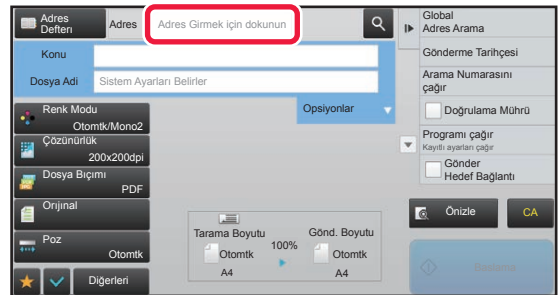 Adres
Defteri
Adres
Adres Girmek için dokunun
Konu
Dosya Adi
Sistem Ayarları Belirler
Opsiyonlar
Renk Modu
Otomtk/Mono2
Çözünürlük
200x200dpi
Dosya Bıçımı
PDF
Orıjınal
Poz
Otomtk
Diğerleri
Tarama Boyutu
Otomtk
A4
100%
Gönd. Boyutu
Otomtk
A4
Global
Adres Arama
Gönderme Tarihçesi
Arama Numarasını
çağır
Doğrulama Mührü
Programı çağır
Kayıtlı ayarları çağır
Gönder
Hedef Bağlantı
Önizle
CA